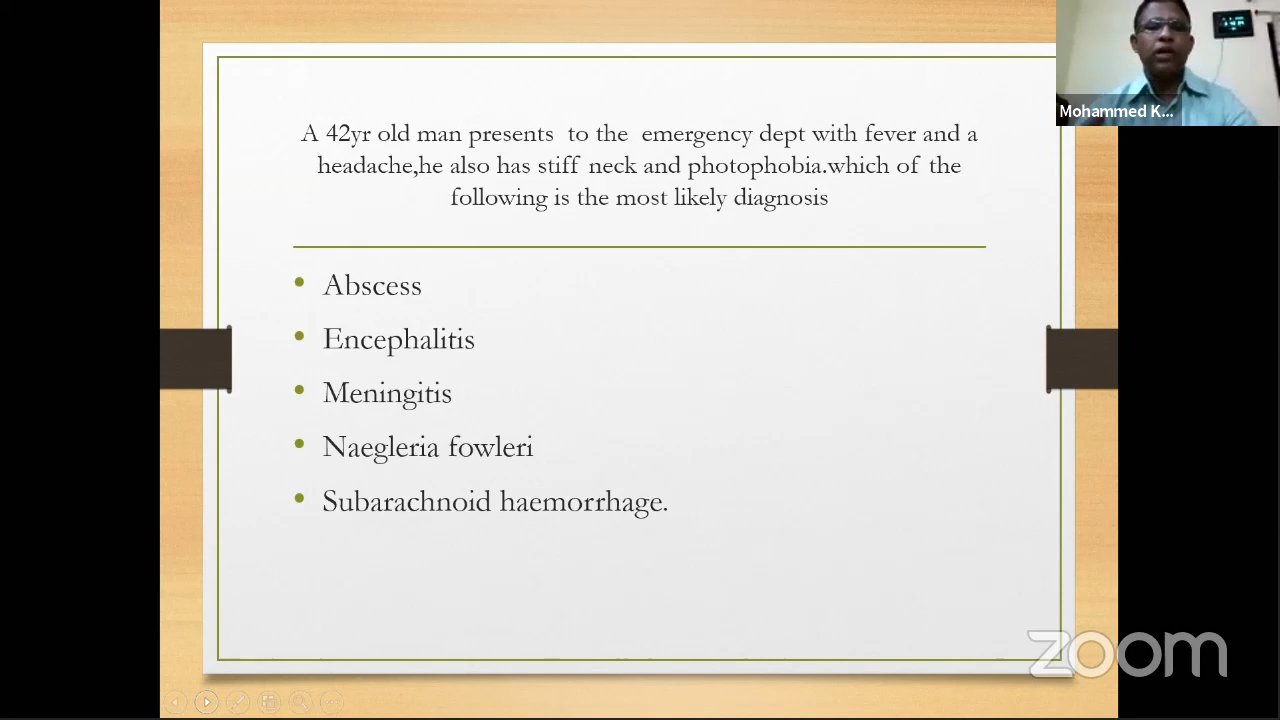 A 42yr old man presents to the emergency dept with fever and a
headache,he also has stiff neck and photophobia.which of the
following is the most likely diagnosis
• Abscess
• Encephalitis
• Meningitis
• Naegleria fowleri
• Subarachnoid haemorrhage.
Mohammed K...
zoom